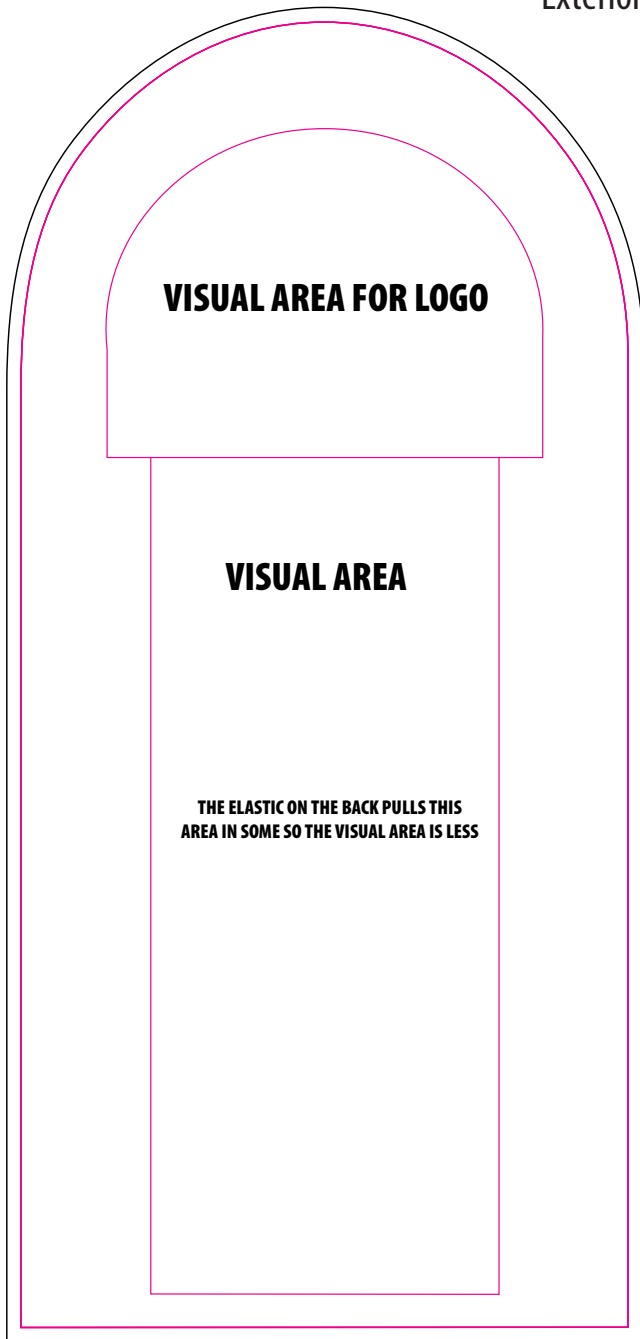 Exterior
VISUAL AREA FOR LOGO
VISUAL AREA
THE ELASTIC ON THE BACK PULLS THIS
AREA IN SOME SO THE VISUAL AREA IS LESS